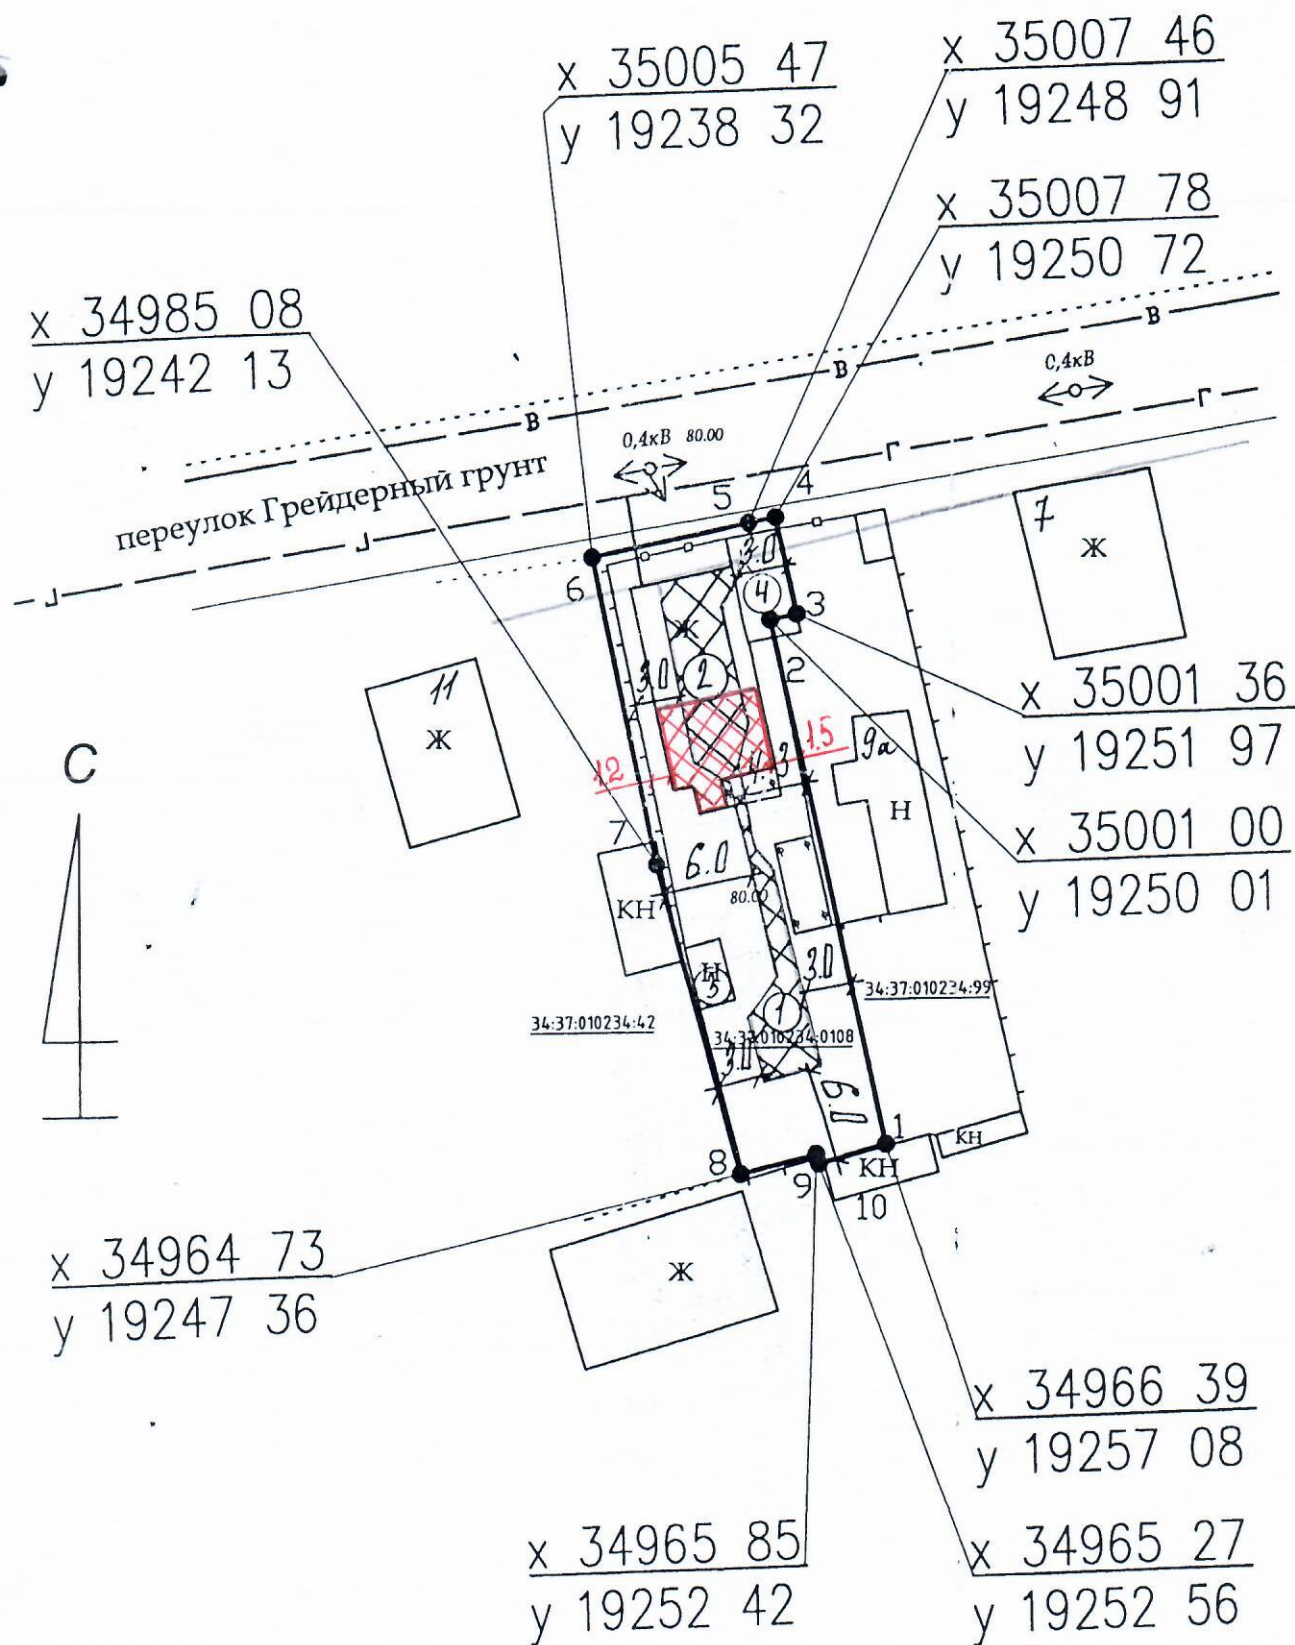 x 35005 47
y 19238 32
x 35007 46
y 19248 91
x 35007 78
y 19250 72
x 34985 08
y 19242 13
В
В
В
0,4кВ
0,4кВ 80.00
Г
Г
переулок Грейдерный грунт
5
4
6
3.0
4
3
7
Ж
Ж
2
2
3.0
11
Ж
x 35001 36
y 19251 97
С
1.5
12
1.3
9а
Н
x 35001 00
y 19250 01
7
6.0
80.00
КН
Н
3
3.0
1
34:37:010234:99
34:37:010234:42
34:37:010234:0108
3.0
6.0
1
КН
КН
8
9
10
Ж
x 34964 73
y 19247 36
x 34966 39
y 19257 08
x 34965 85
y 19252 42
x 34965 27
y 19252 56